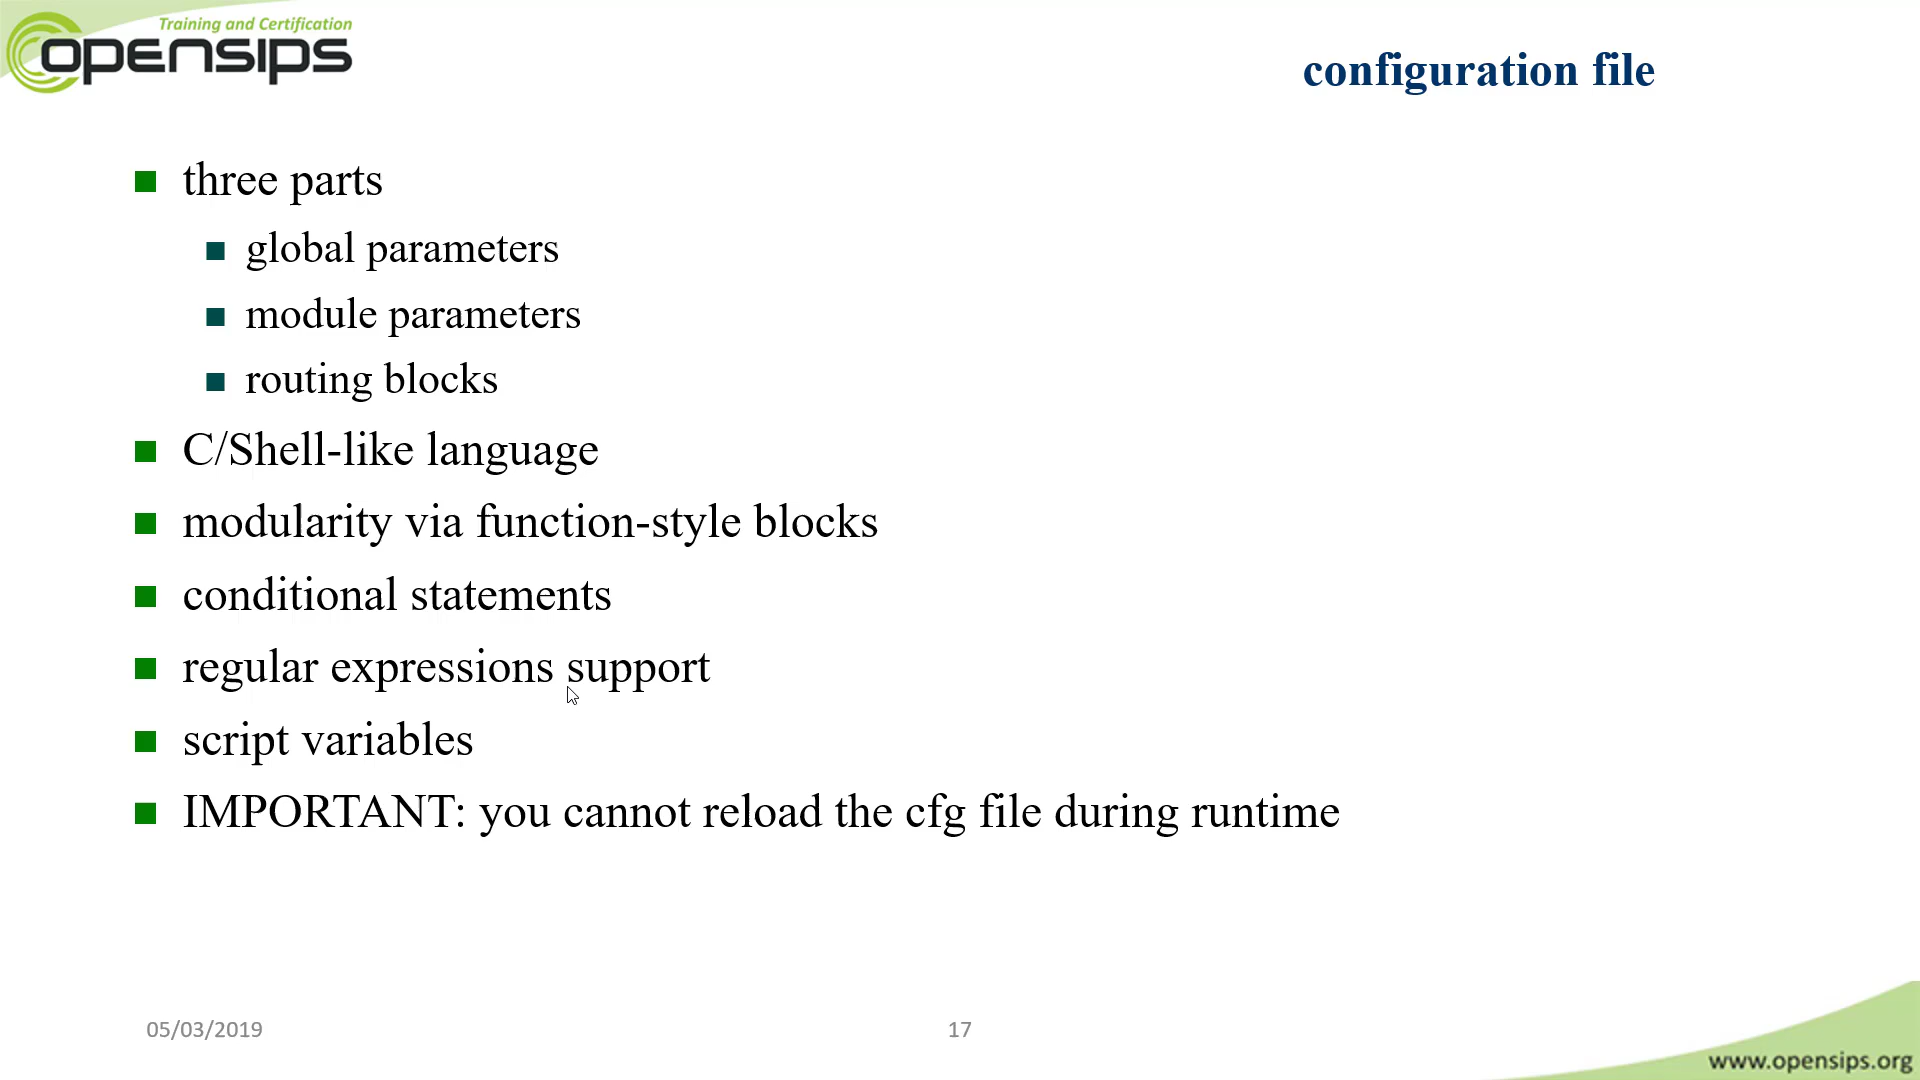 Training and Certification
opensips
configuration file
three parts
global parameters
module parameters
routing blocks
C/Shell-like language
modularity via function-style blocks
conditional statements
regular expressions support
script variables
IMPORTANT: you cannot reload the cfg file during runtime
05/03/2019
17
www.opensips.org